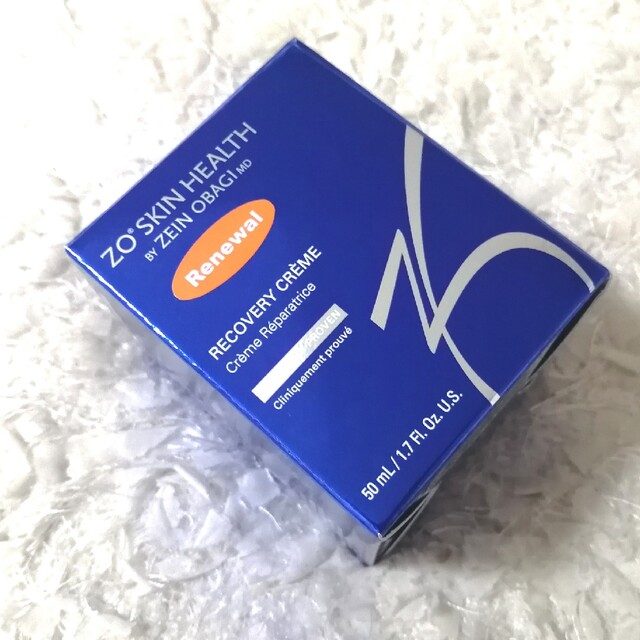 ZO® SKIN HEALTH
BY ZEIN OBAGI MD
Renewal
RECOVERY CRÈME
Crème Réparatrice
PROVEN
Cliniquement prouvé
50 mL / 1.7 Fl. Oz. U.S.